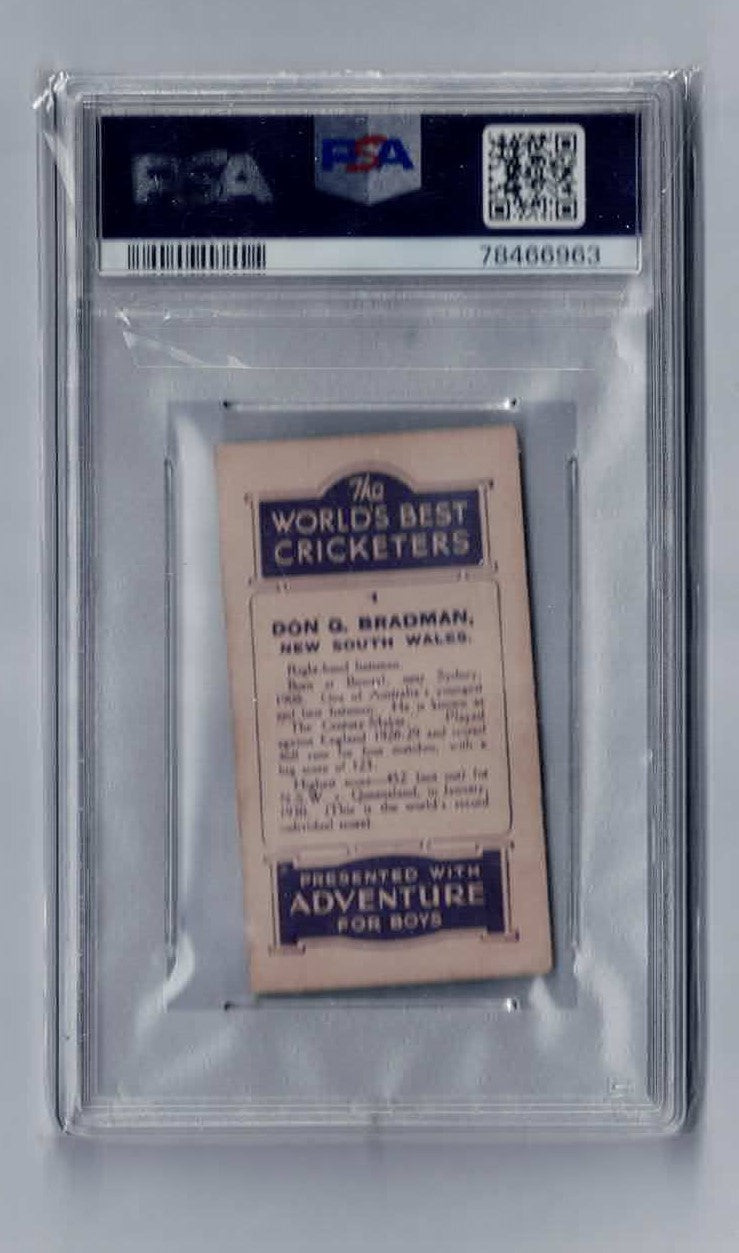 PSA
PSA
78466963
The
WORLD'S BEST
CRICKETERS
1
DON G. BRADMAN,
NEW SOUTH WALES.
Right-hand batsman.
Born at Bowral, near Sydney,
1908. One of Australia's youngest
and best batsmen. He is known as
The Century-Maker. Played
against England 1928-29 and scored
468 runs in four matches, with a
big score of 123.
Highest score—452 (not out) for
N.S.W. v. Queensland, in January,
1930. (This is the world's record
individual score)
PRESENTED WITH
ADVENTURE
FOR BOYS